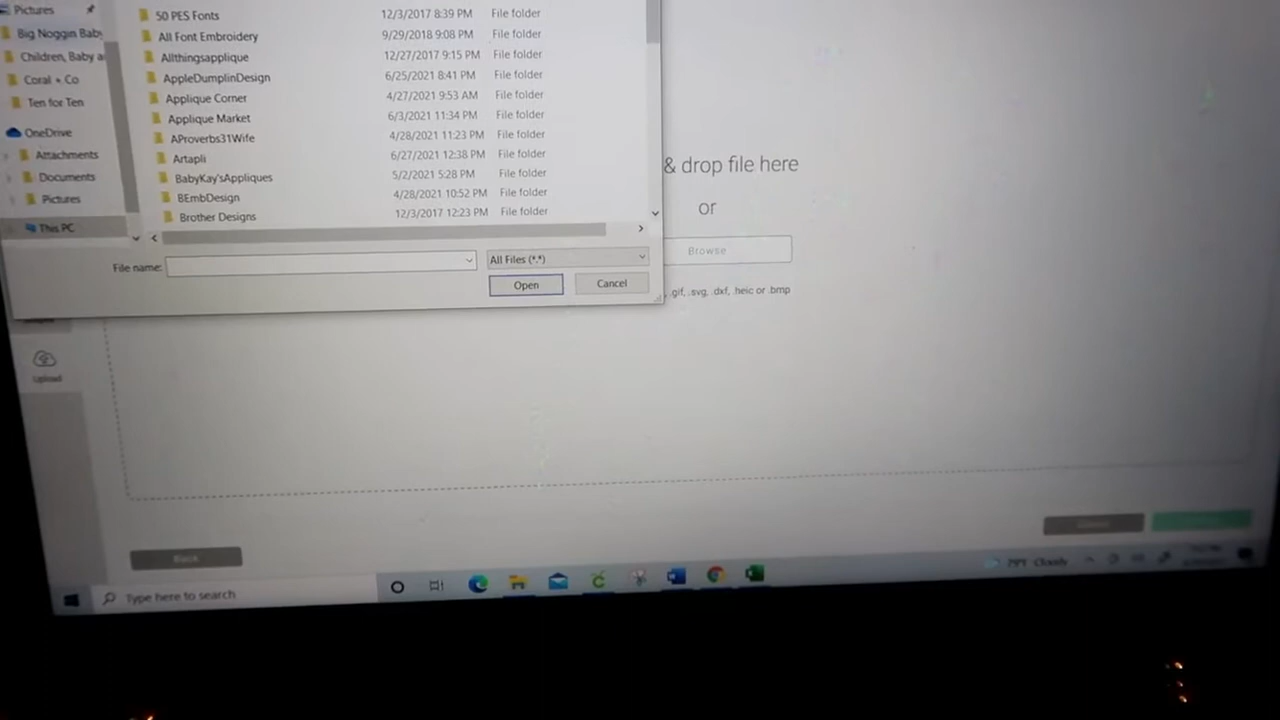 Pictures
50 PES Fonts 12/3/2017 8:39 PM File folder
Big Noggin Baby
All Font Embroidery 9/29/2018 9:08 PM File folder
Children, Baby a
Allthingsapplique 12/27/2017 9:15 PM File folder
Coral + Co
AppleDumplinDesign 6/25/2021 8:41 PM File folder
Ten for Ten
Applique Corner 4/27/2021 9:53 AM File folder
Applique Market 6/3/2021 11:34 PM File folder
OneDrive
AProverbs31Wife 4/28/2021 11:23 PM File folder
Attachments
Artapli 6/27/2021 12:38 PM File folder
Documents
BabyKay'sAppliques 5/2/2021 5:28 PM File folder
Pictures
BEmbDesign 4/28/2021 10:52 PM File folder
This PC
Brother Designs 12/3/2017 12:23 PM File folder
File name:
All Files (*.*)
Open
Cancel
& drop file here
or
Browse
.gif, .svg, .dxf, .heic or .bmp
Upload
Back
Type here to search
79°F Cloudy